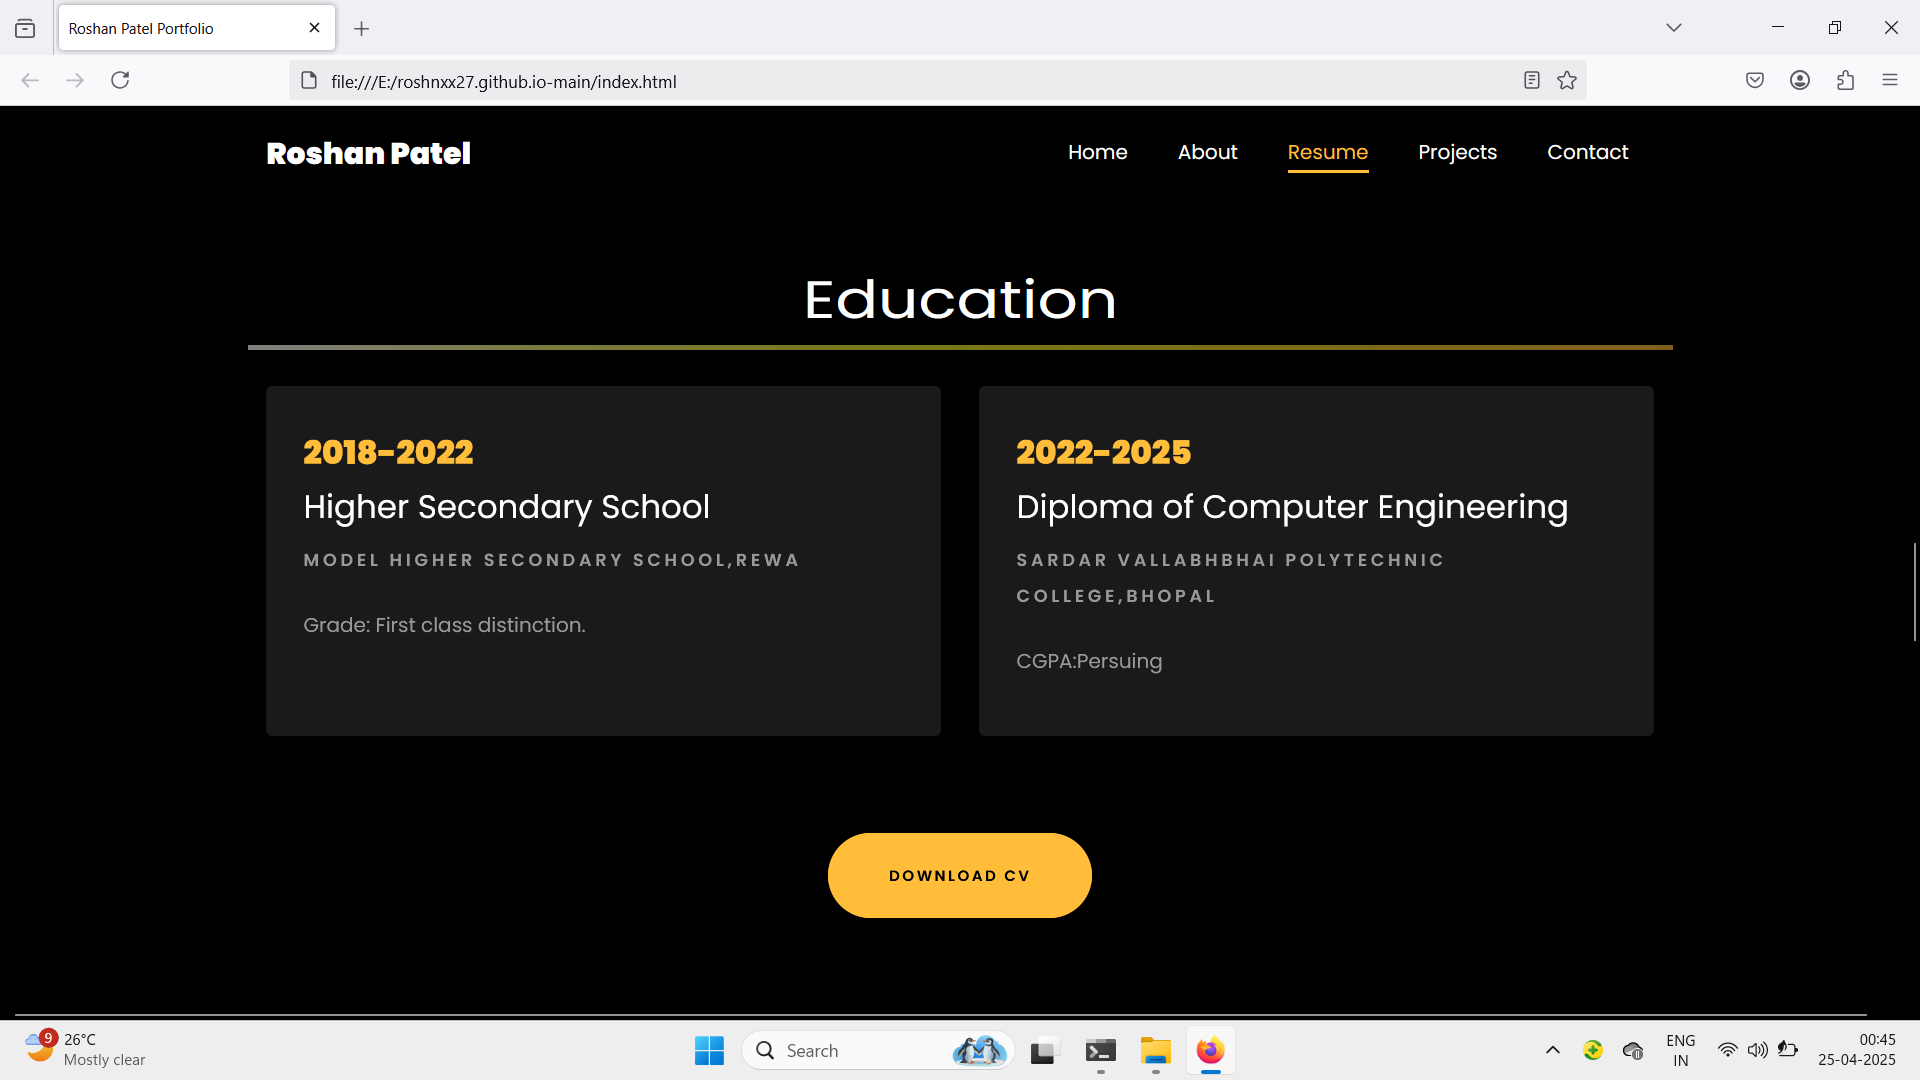 Roshan Patel Portfolio
file:///E:/roshnxx27.github.io-main/index.html
Roshan Patel
Home About Resume Projects Contact
Education
2018-2022
Higher Secondary School
MODEL HIGHER SECONDARY SCHOOL,REWA
Grade: First class distinction.
2022-2025
Diploma of Computer Engineering
SARDAR VALLABHBHAI POLYTECHNIC
COLLEGE,BHOPAL
CGPA:Persuing
DOWNLOAD CV
9
26°C
Mostly clear
Search
ENG
IN
00:45
25-04-2025